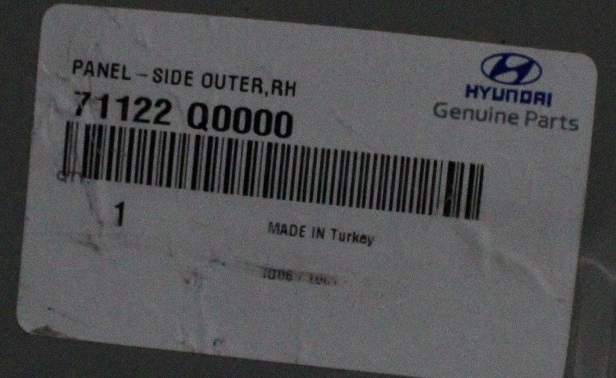 PANEL - SIDE OUTER,RH
71122 Q0000
HYUNDAI
Genuine Parts
1
MADE IN Turkey